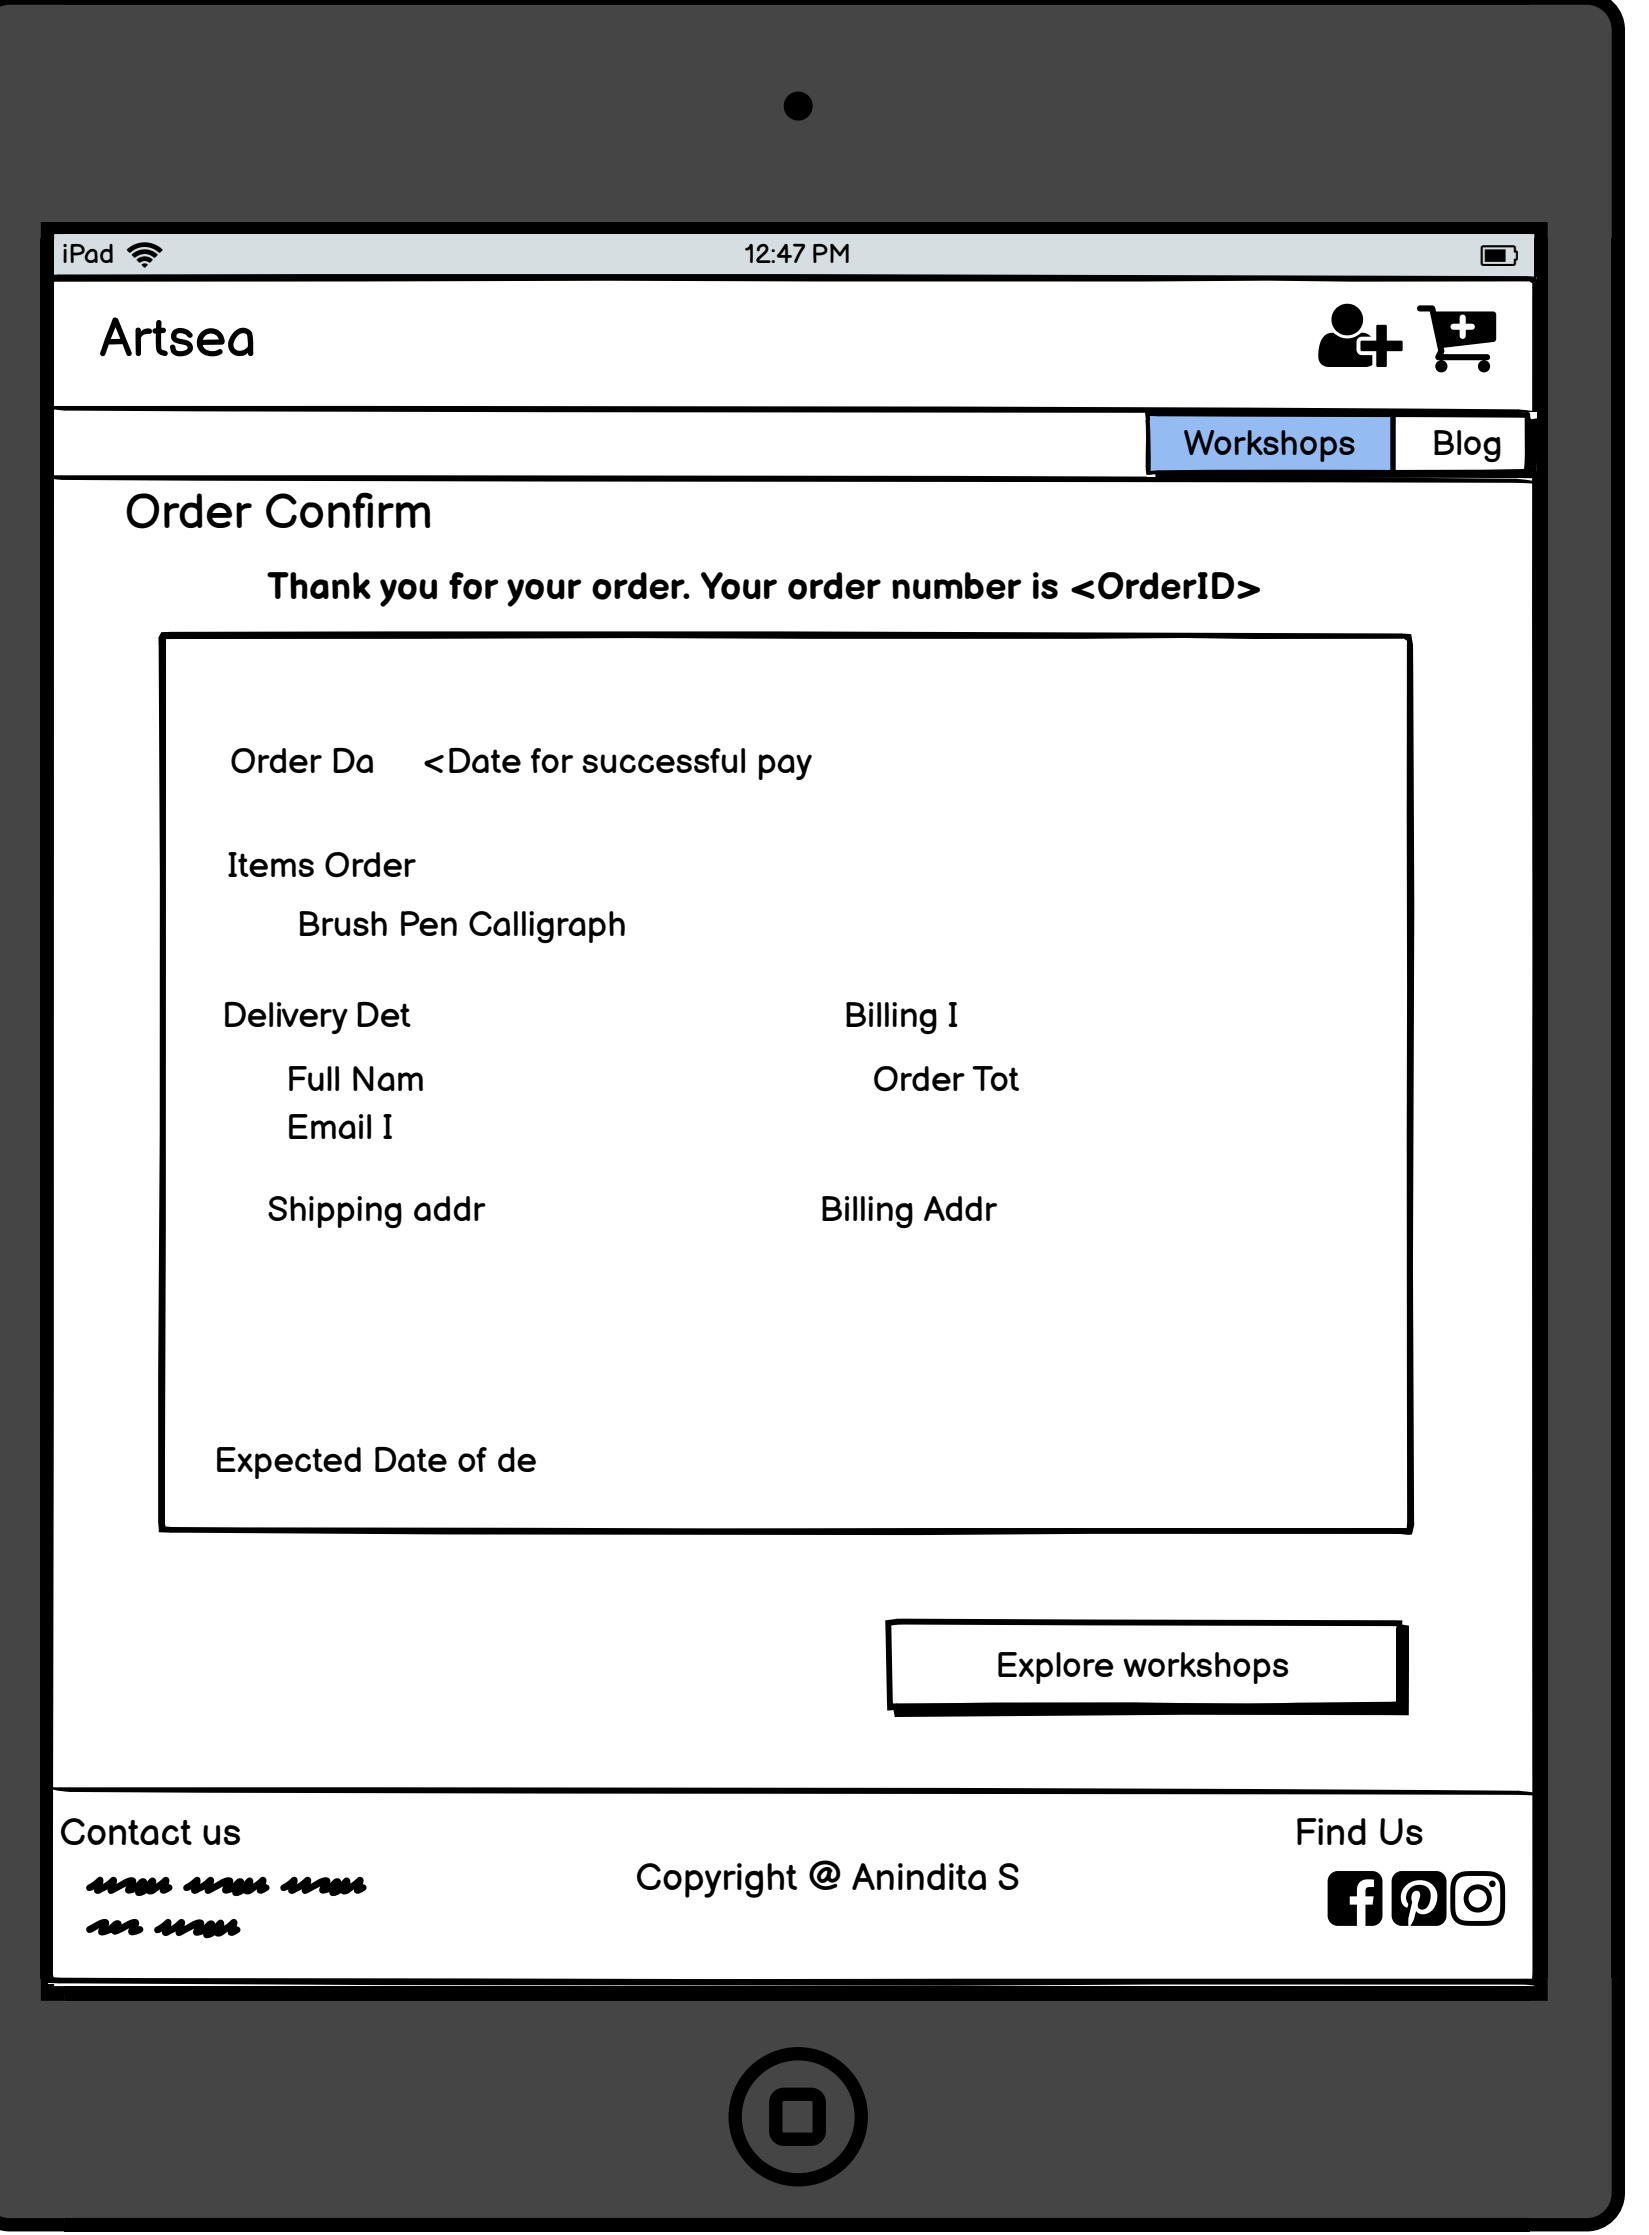 iPad 12:47 PM
Artsea
Workshops Blog
Order Confirm
Thank you for your order. Your order number is <OrderID>
Order Da <Date for successful pay
Items Order
Brush Pen Calligraph
Delivery Det Billing I
Full Nam Order Tot
Email I
Shipping addr Billing Addr
Expected Date of de
Explore workshops
Contact us Find Us
Copyright @ Anindita S